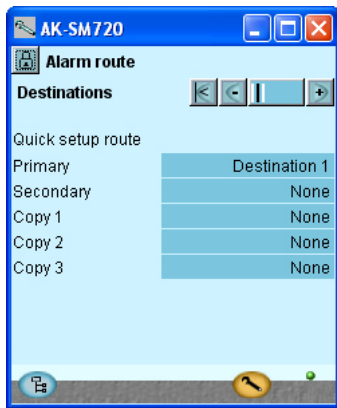 AK-SM720
Alarm route
Destinations
Quick setup route
Primary Destination 1
Secondary None
Copy 1 None
Copy 2 None
Copy 3 None